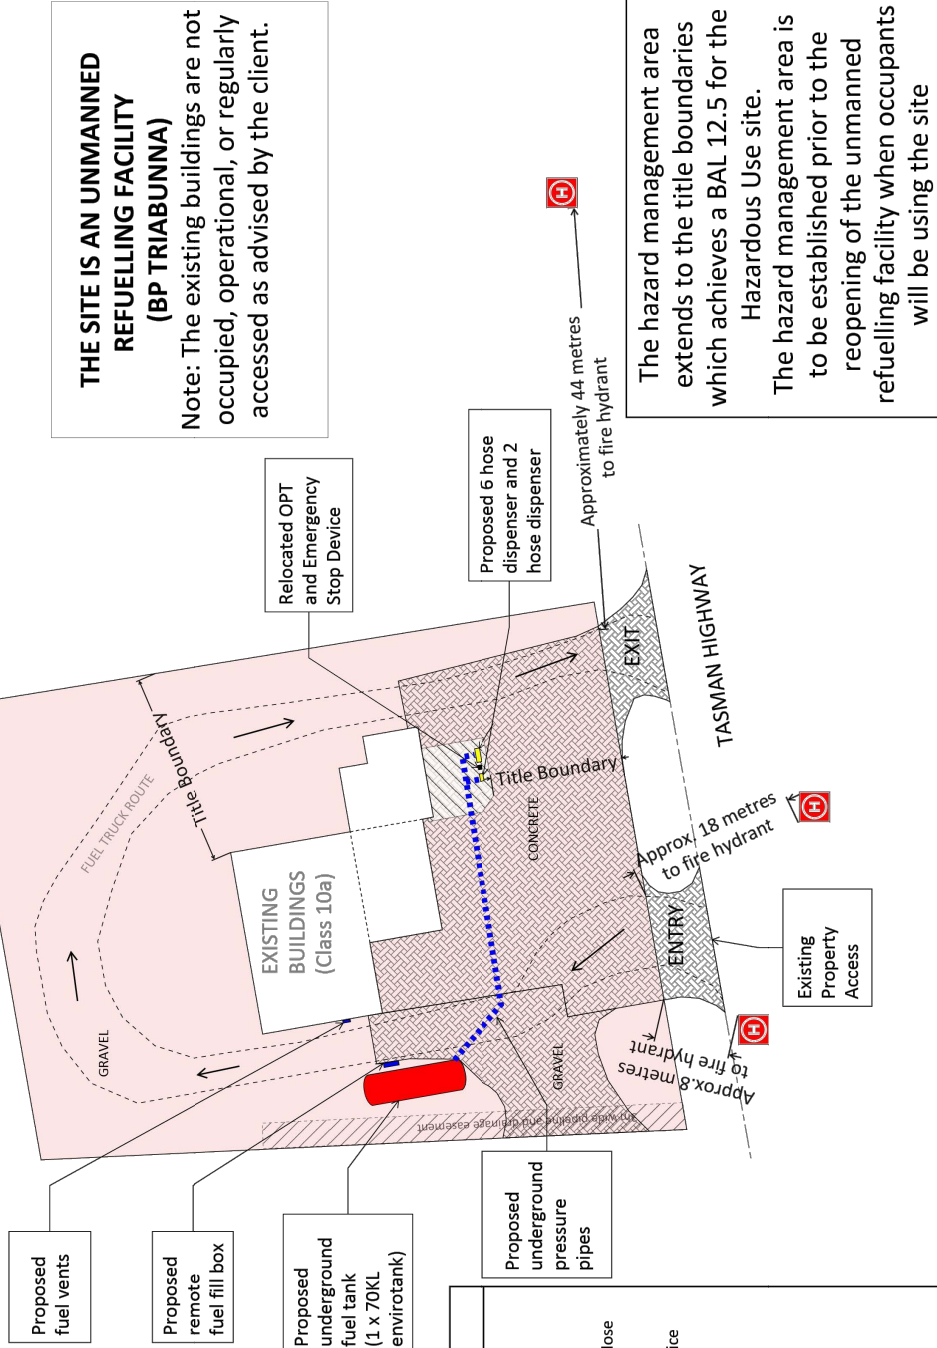 THE SITE IS AN UNMANNED
REFUELLING FACILITY
(BP TRIABUNNA)
Note: The existing buildings are not
occupied, operational, or regularly
accessed as advised by the client.
Relocated OPT
and Emergency
Stop Device
Proposed 6 hose
dispenser and 2
hose dispenser
Approximately 44 metres
to fire hydrant
H
The hazard management area
extends to the title boundaries
which achieves a BAL 12.5 for the
Hazardous Use site.
The hazard management area is
to be established prior to the
reopening of the unmanned
refuelling facility when occupants
will be using the site
Title Boundary
FUEL TRUCK ROUTE
EXISTING
BUILDINGS
(Class 10a)
GRAVEL
Title Boundary
CONCRETE
EXIT
TASMAN HIGHWAY
Approx. 18 metres
to fire hydrant
H
ENTRY
Existing
Property
Access
GRAVEL
Approx.8 metres
to fire hydrant
H
wide pipeline and drainage easement
Proposed
fuel vents
Proposed
remote
fuel fill box
Proposed
underground
fuel tank
(1 x 70KL
envirotank)
Proposed
underground
pressure
pipes
lose
ice